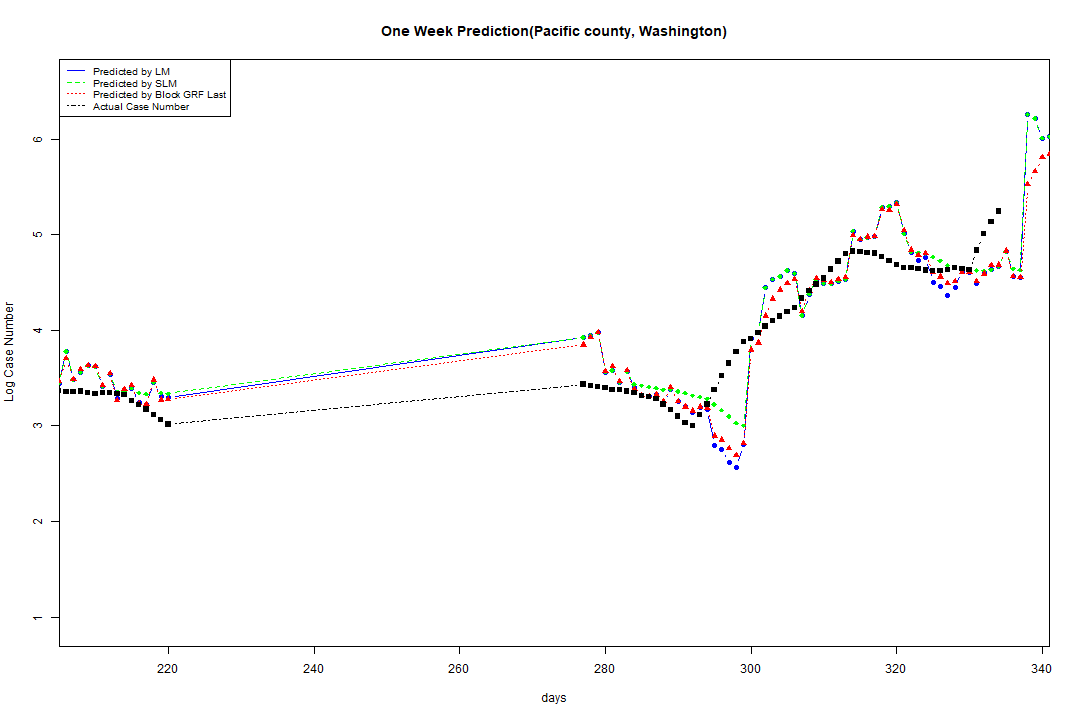 One Week Prediction(Pacific county, Washington)
Predicted by LM
Predicted by SLM
Predicted by Block GRF Last
Actual Case Number
6
5
4
3
2
1
Log Case Number
220 240 260 280 300 320 340
days